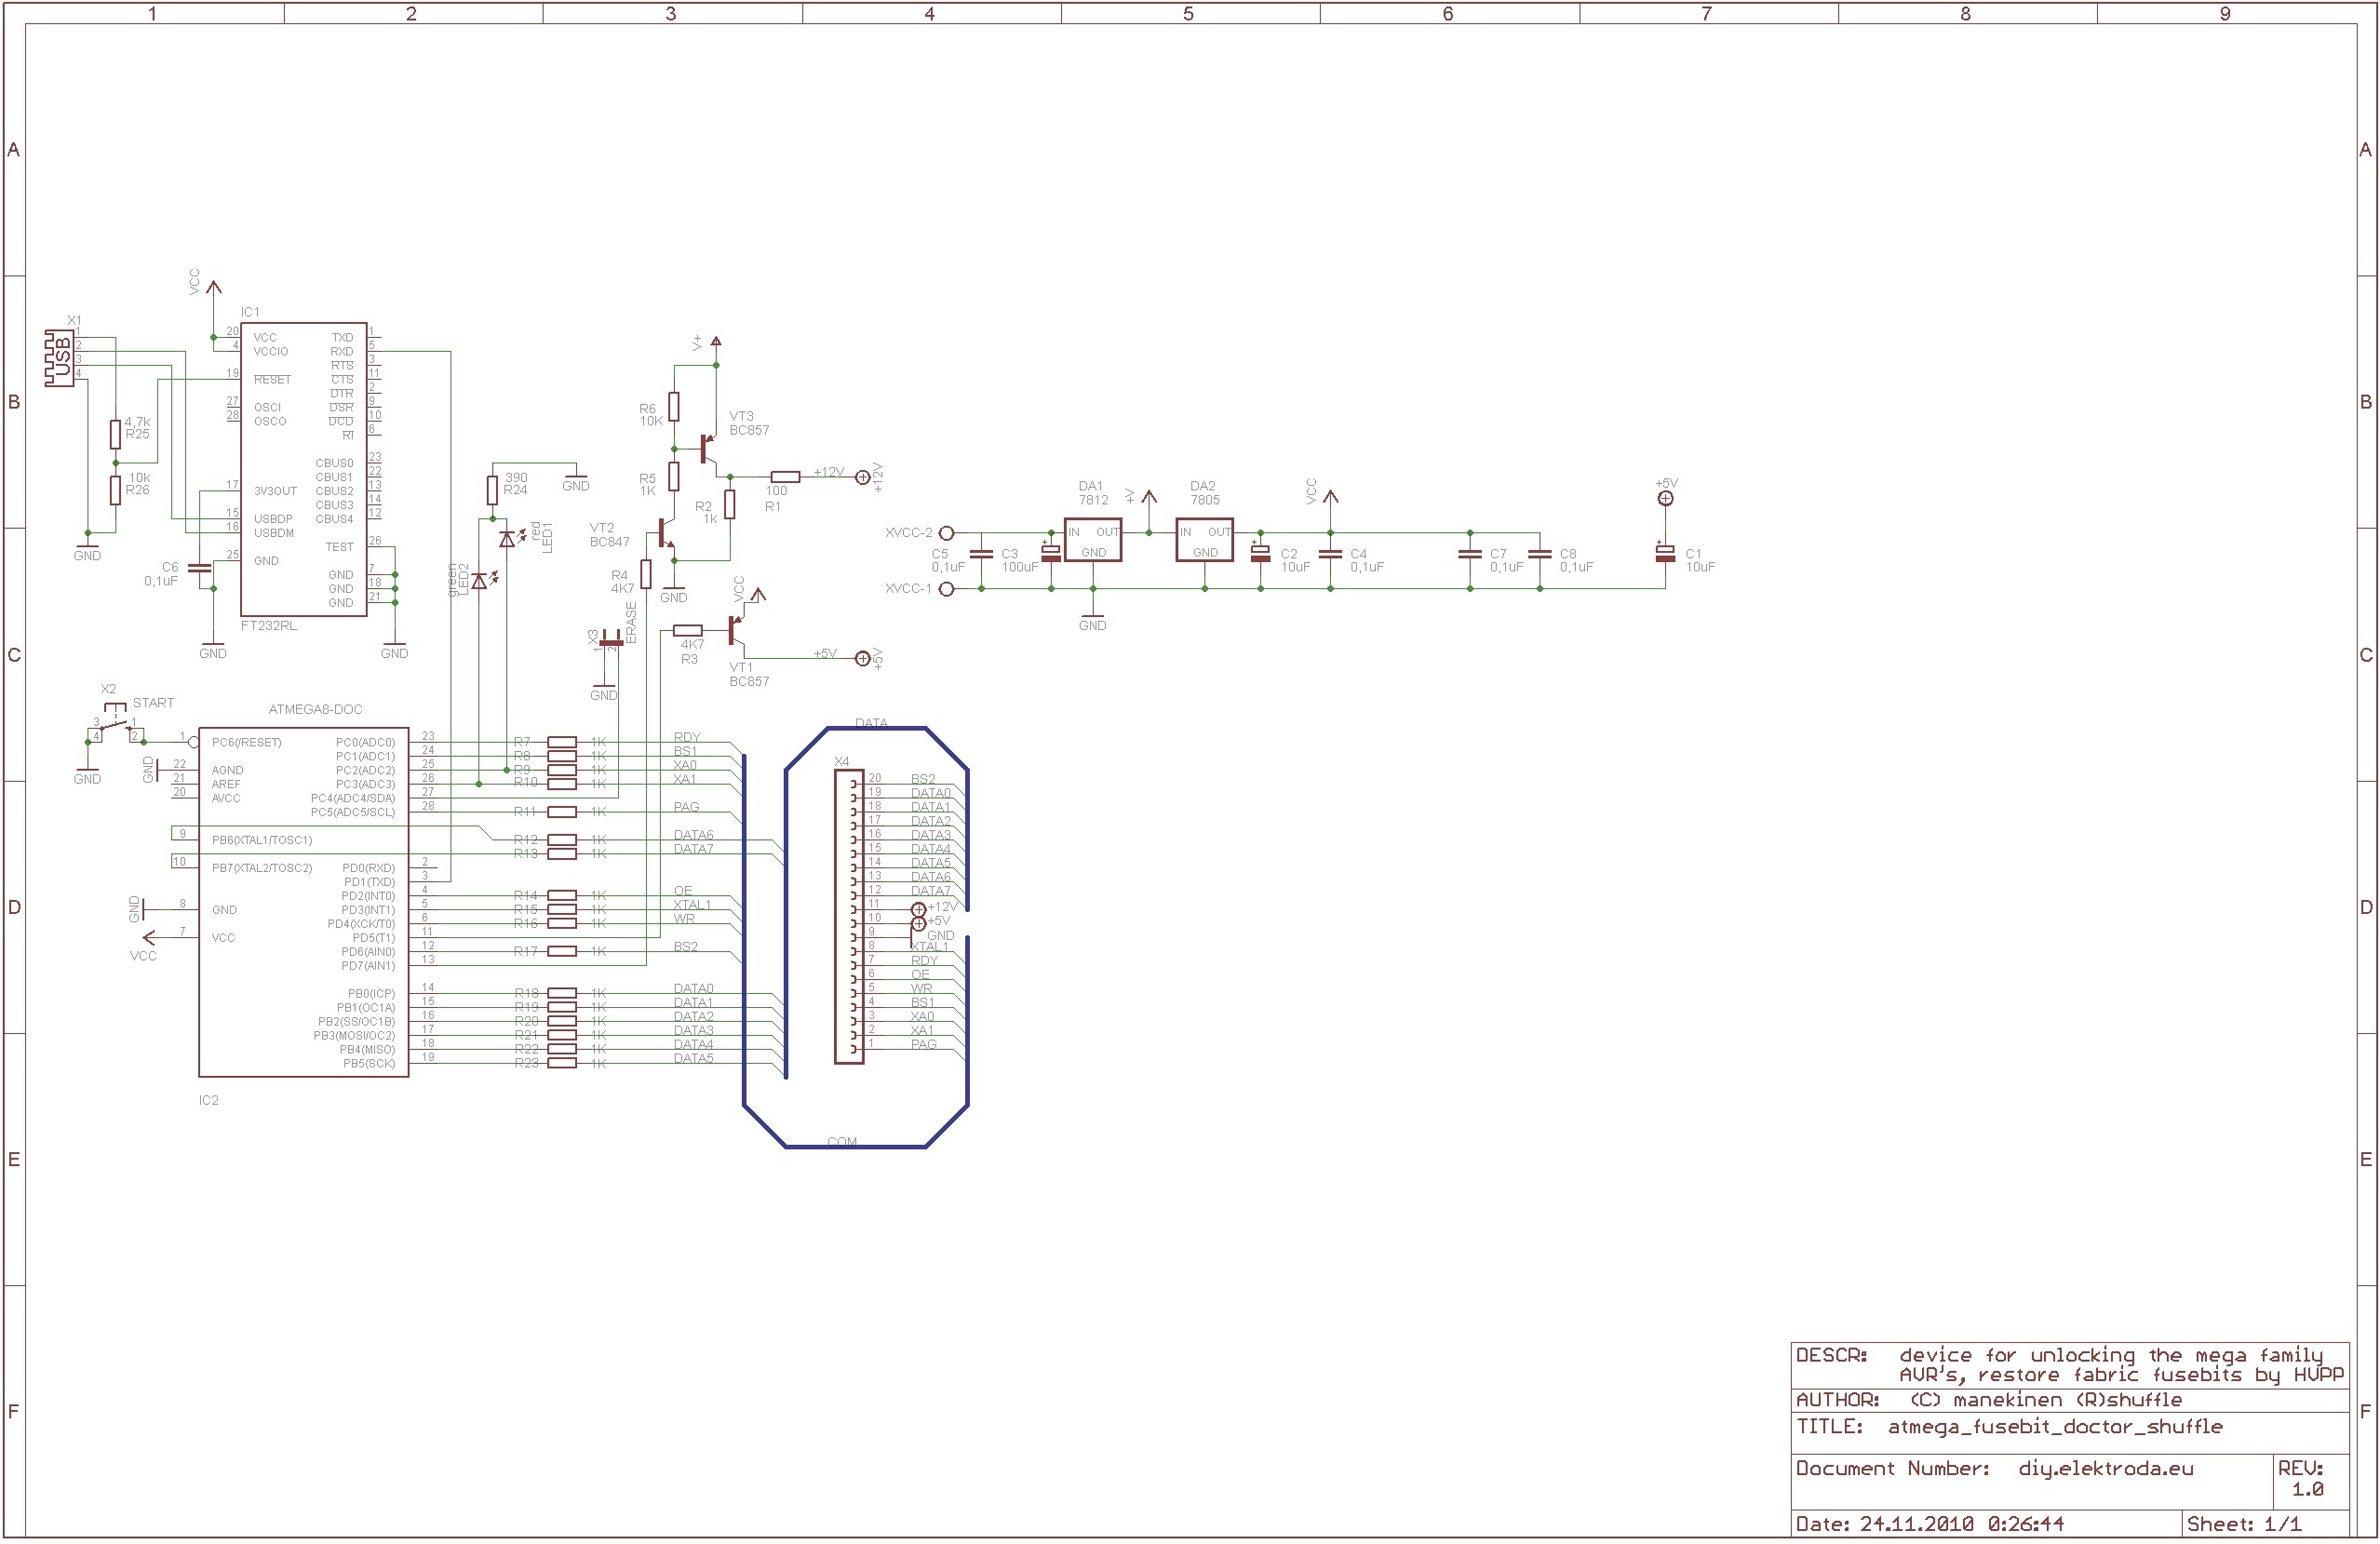 1 2 3 4 5 6 7 8 9
A A
B B
C C
D D
E E
F F
VCC
X1
USB
1
2
3
4
4,7k
R25
10k
R26
GND
IC1
20 VCC TXD 1
4 VCCIO RXD 5
RTS 3
19 RESET CTS 11
DTR 2
27 OSCI DSR 9
28 OSCO DCD 10
RI 6
CBUS0 23
CBUS1 22
17 3V3OUT CBUS2 13
CBUS3 14
15 USBDP CBUS4 12
16 USBDM
TEST 26
25 GND
GND 7
GND 18
GND 21
FT232RL
C6
0,1uF
GND
GND
390
R24
GND
red
LED1
green
LED2
V+
R6
10K
VT3
BC857
R5
1K
R2
1k
100
R1
+12V
+12V
VT2
BC847
R4
4K7
GND
VCC
4K7
R3
VT1
BC857
+5V
+5V
X3
1
2
ERASE
GND
XVCC-2
XVCC-1
C5
0,1uF
C3
100uF
DA1
7812
IN OUT
GND
GND
+V
DA2
7805
IN OUT
GND
C2
10uF
VCC
C4
0,1uF
C7
0,1uF
C8
0,1uF
+5V
C1
10uF
X2
START
3 1
4 2
GND
ATMEGA8-DOC
1 PC6(/RESET) PC0(ADC0) 23 R7 1K RDY
PC1(ADC1) 24 R8 1K BS1
GND 22 AGND PC2(ADC2) 25 R9 1K XA0
21 AREF PC3(ADC3) 26 R10 1K XA1
20 AVCC PC4(ADC4/SDA) 27
PC5(ADC5/SCL) 28 R11 1K PAG
9 PB6(XTAL1/TOSC1) R12 1K DATA6
R13 1K DATA7
10 PB7(XTAL2/TOSC2) PD0(RXD) 2
PD1(TXD) 3
PD2(INT0) 4 R14 1K OE
GND 8 GND PD3(INT1) 5 R15 1K XTAL1
PD4(XCK/T0) 6 R16 1K WR
VCC 7 VCC PD5(T1) 11
PD6(AIN0) 12 R17 1K BS2
PD7(AIN1) 13
PB0(ICP) 14 R18 1K DATA0
PB1(OC1A) 15 R19 1K DATA1
PB2(SS/OC1B) 16 R20 1K DATA2
PB3(MOSI/OC2) 17 R21 1K DATA3
PB4(MISO) 18 R22 1K DATA4
PB5(SCK) 19 R23 1K DATA5
IC2
DATA
X4
20 BS2
19 DATA0
18 DATA1
17 DATA2
16 DATA3
15 DATA4
14 DATA5
13 DATA6
12 DATA7
11 +12V
10 +5V
9 GND
8 XTAL1
7 RDY
6 OE
5 WR
4 BS1
3 XA0
2 XA1
1 PAG
COM
DESCR: device for unlocking the mega family
AVR's, restore fabric fusebits by HVPP
AUTHOR: (C) manekinen (R)shuffle
TITLE: atmega_fusebit_doctor_shuffle
Document Number: diy.elektroda.eu
REV:
1.0
Date: 24.11.2010 0:26:44
Sheet: 1/1
1 2 3 4 5 6 7 8 9